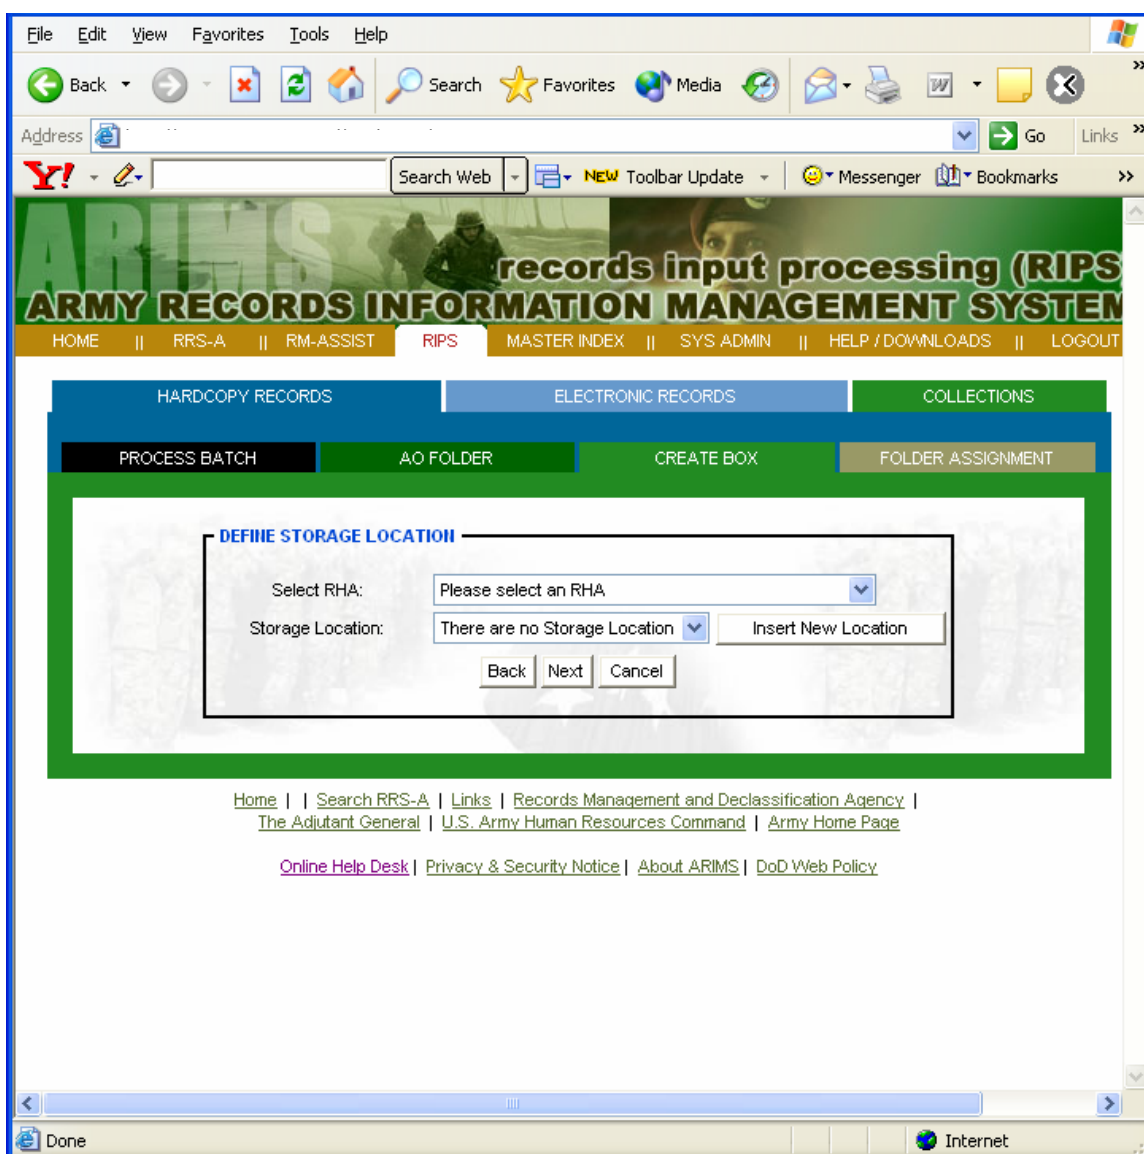 File Edit View Favorites Tools Help
Back Search Favorites Media »
Address Go Links »
Y! Search Web NEW Toolbar Update Messenger Bookmarks »
ARIMS
records input processing (RIPS
ARMY RECORDS INFORMATION MANAGEMENT SYSTEM
HOME || RRS-A || RM-ASSIST RIPS MASTER INDEX || SYS ADMIN || HELP / DOWNLOADS || LOGOUT
HARDCOPY RECORDS ELECTRONIC RECORDS COLLECTIONS
PROCESS BATCH AO FOLDER CREATE BOX FOLDER ASSIGNMENT
DEFINE STORAGE LOCATION
Select RHA: Please select an RHA
Storage Location: There are no Storage Location Insert New Location
Back Next Cancel
Home | | Search RRS-A | Links | Records Management and Declassification Agency |
The Adjutant General | U.S. Army Human Resources Command | Army Home Page
Online Help Desk | Privacy & Security Notice | About ARIMS | DoD Web Policy
Done Internet